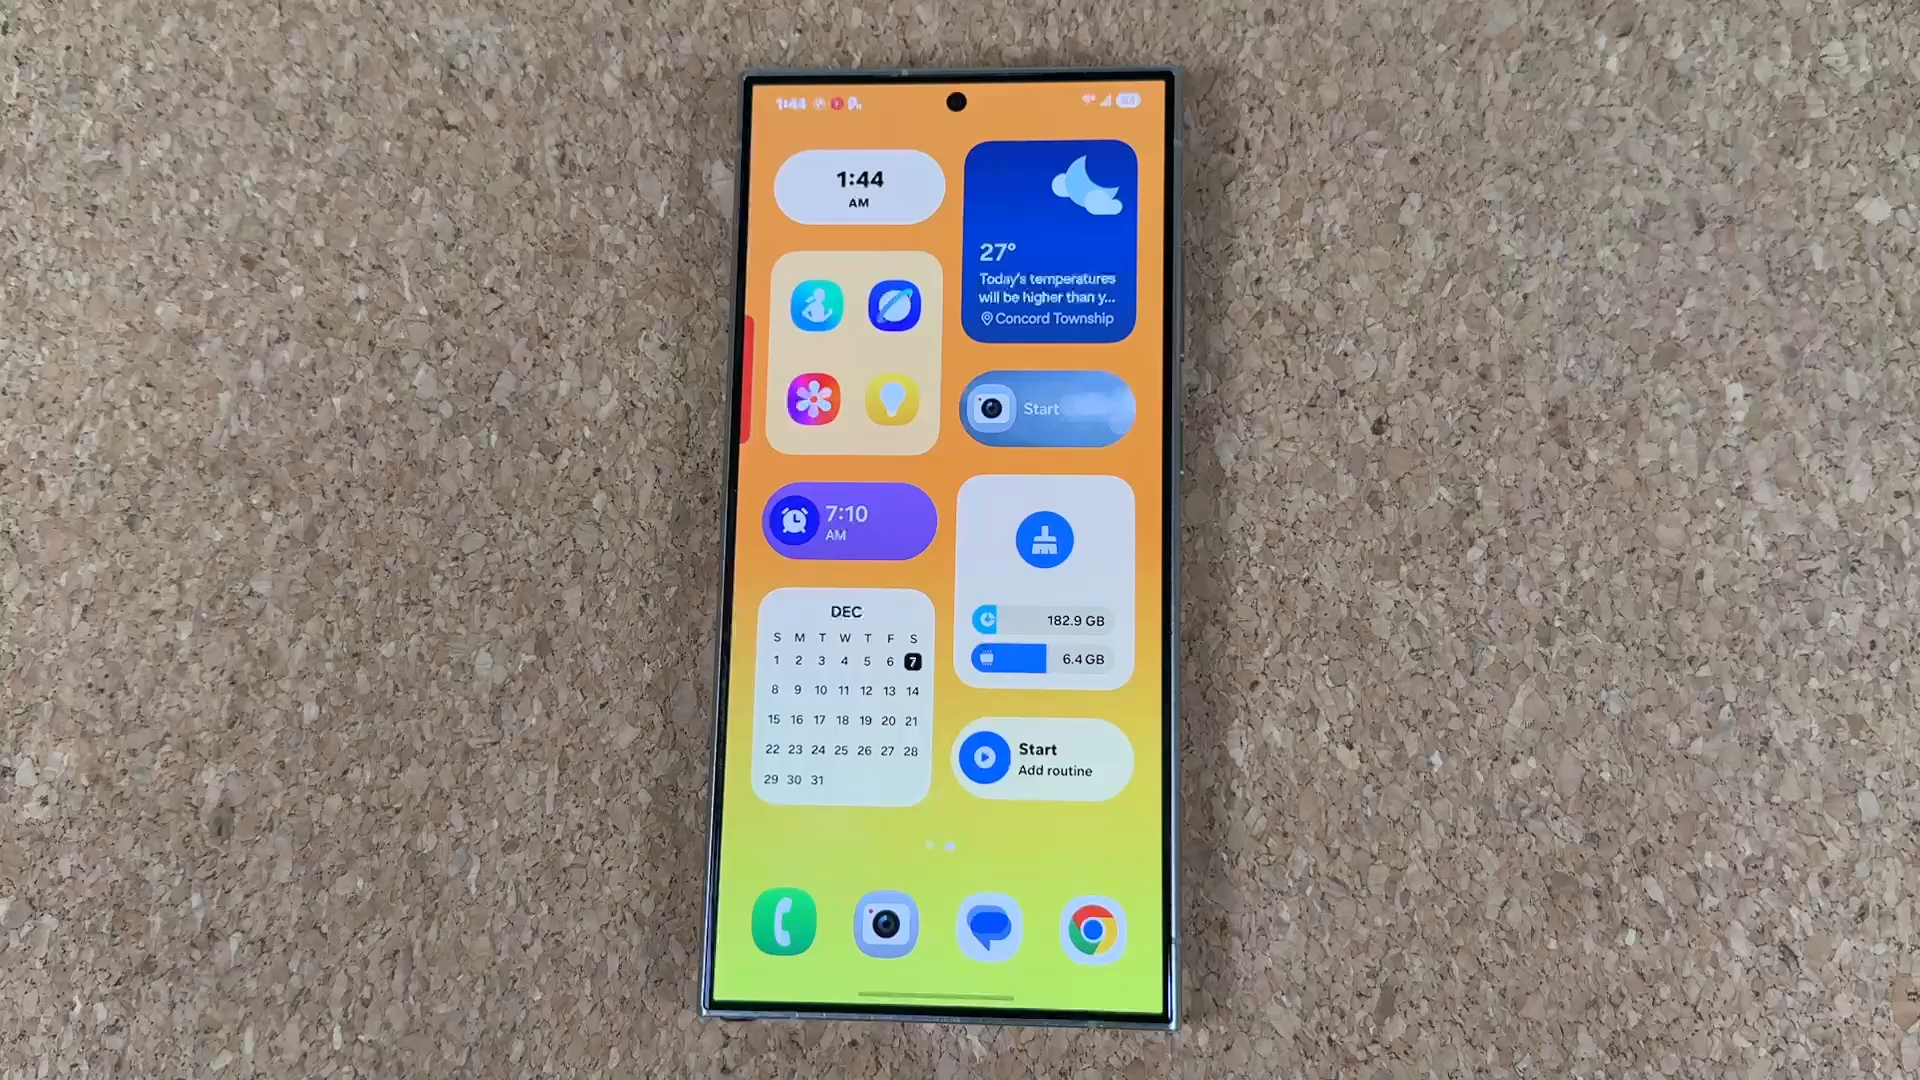 1:44
1:44
AM
27°
Today's temperatures
will be higher than y...
Concord Township
Start
7:10
AM
182.9 GB
6.4 GB
DEC
S M T W T F S
1 2 3 4 5 6 7
8 9 10 11 12 13 14
15 16 17 18 19 20 21
22 23 24 25 26 27 28
29 30 31
Start
Add routine